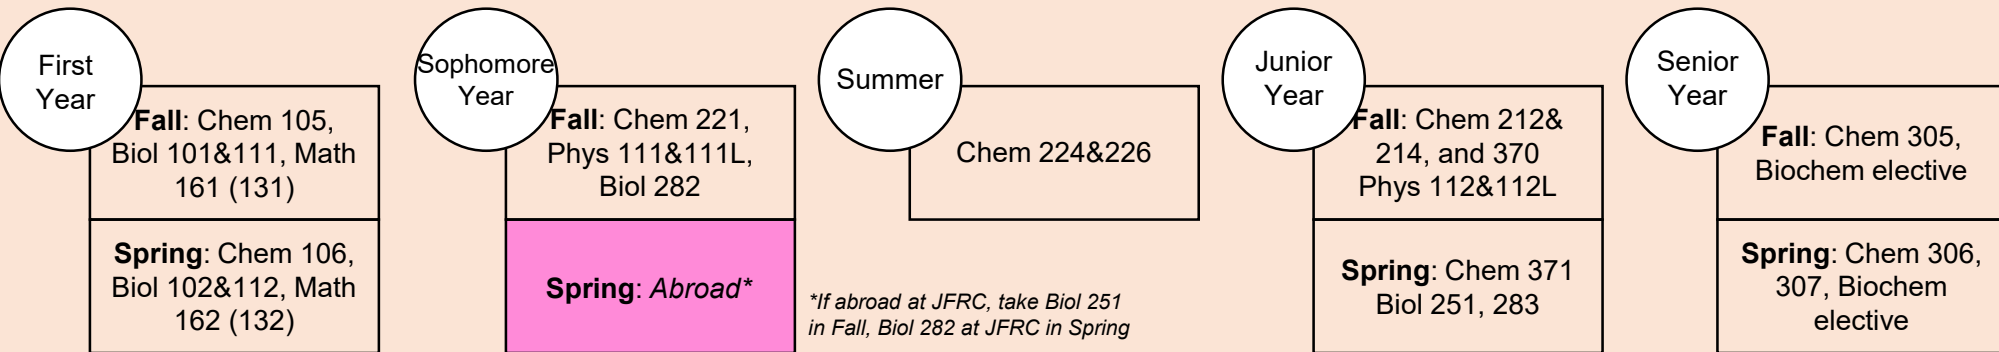 First
Year
Fall: Chem 105,
Biol 101&111, Math
161 (131)
Spring: Chem 106,
Biol 102&112, Math
162 (132)
Sophomore
Year
Fall: Chem 221,
Phys 111&111L,
Biol 282
Spring: Abroad*
Summer
Chem 224&226
*If abroad at JFRC, take Biol 251
in Fall, Biol 282 at JFRC in Spring
Junior
Year
Fall: Chem 212&
214, and 370
Phys 112&112L
Spring: Chem 371
Biol 251, 283
Senior
Year
Fall: Chem 305,
Biochem elective
Spring: Chem 306,
307, Biochem
elective